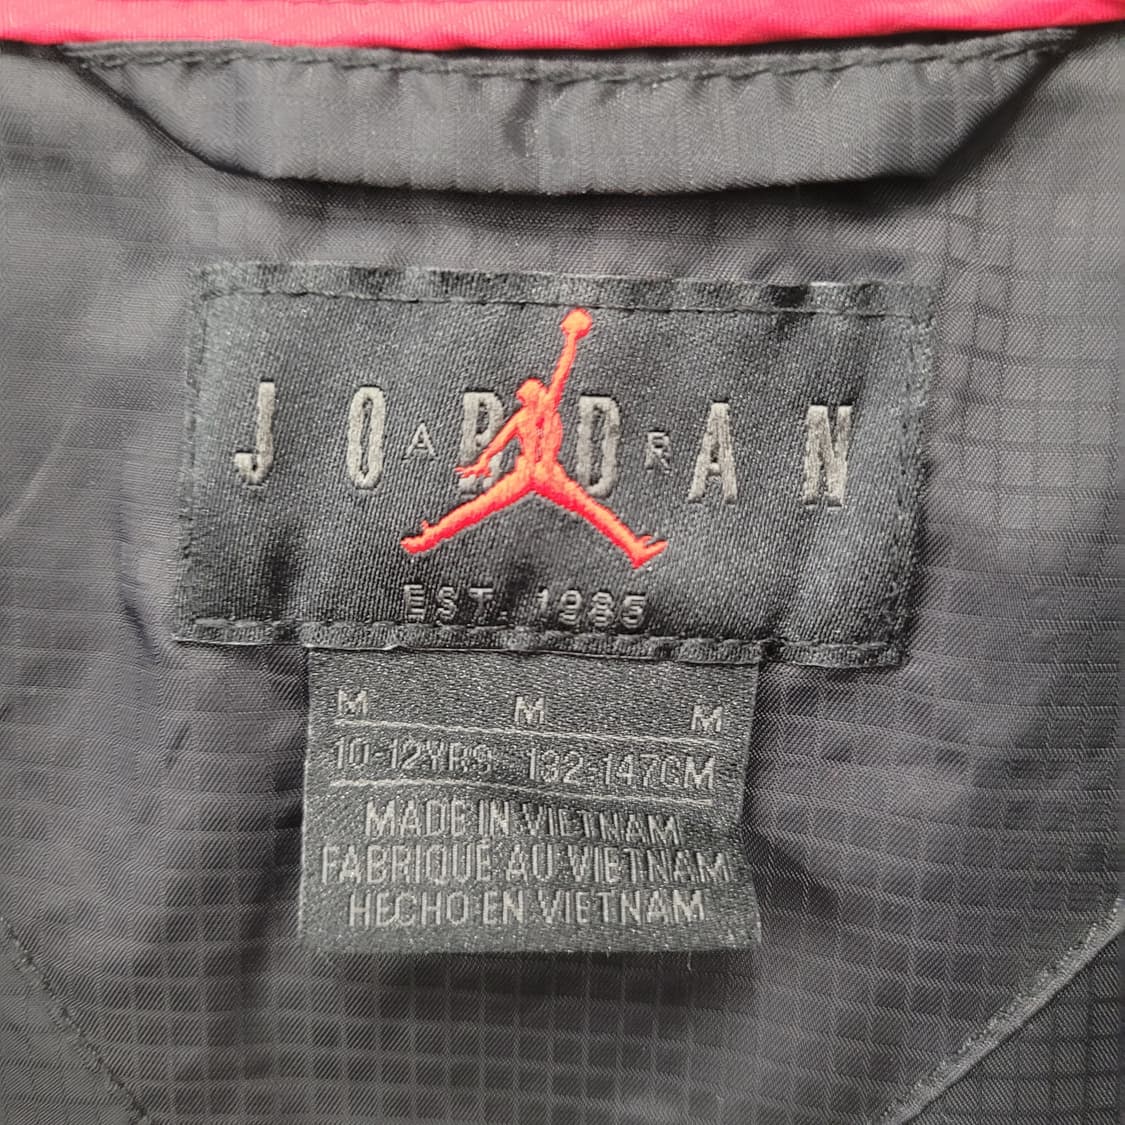 JORDAN
AIR
EST. 1985
M M M
10-12YRS 132-147CM
MADE IN VIETNAM
FABRIQUÉ AU VIETNAM
HECHO EN VIETNAM